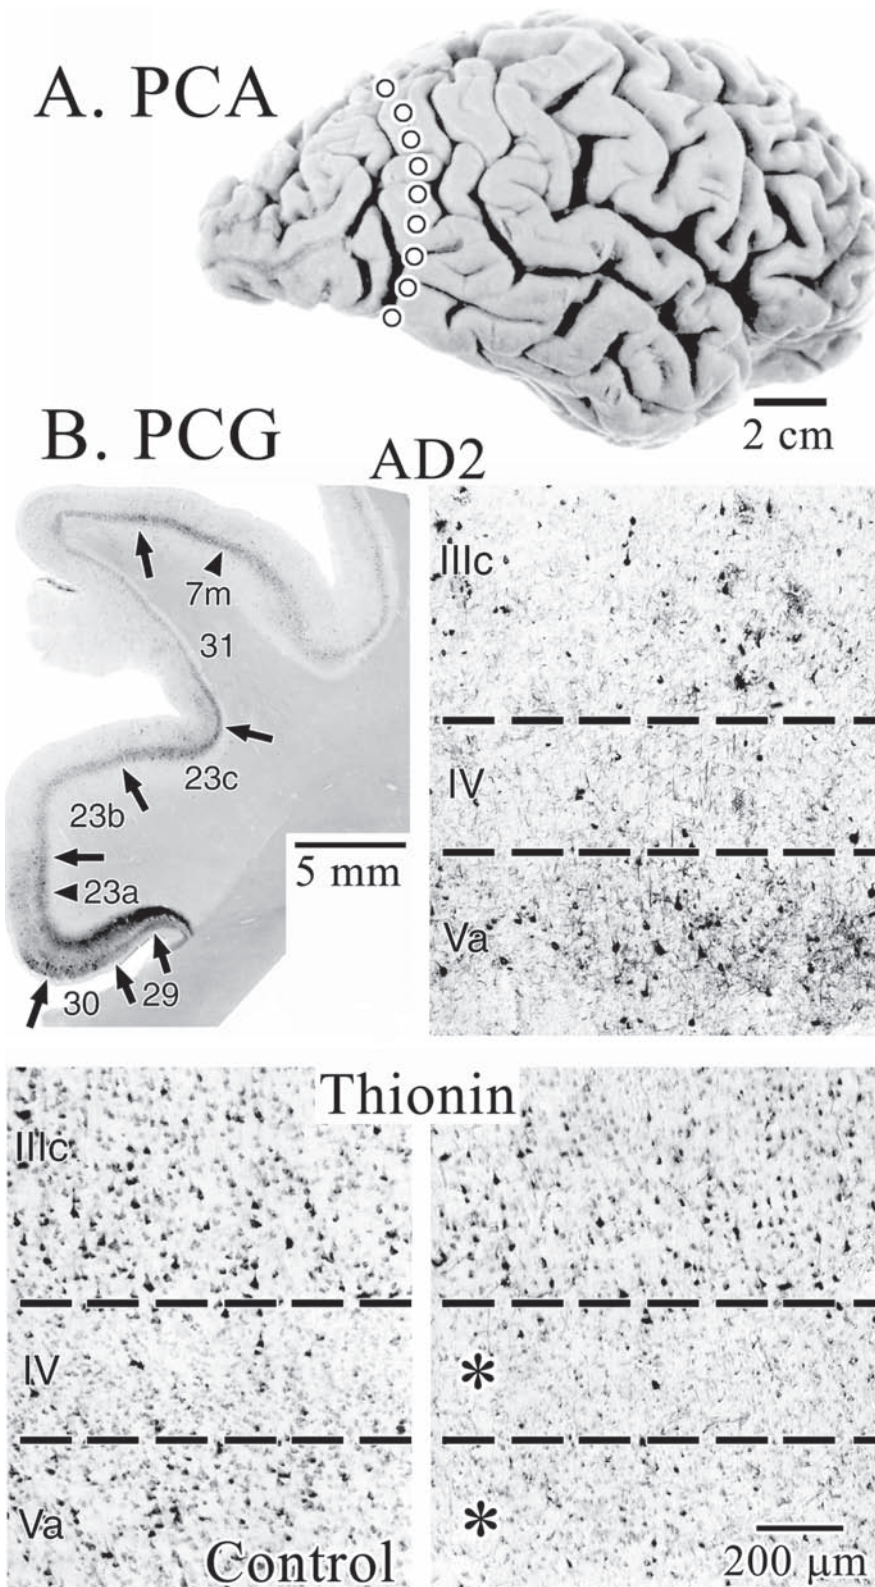 A. PCA
2 cm
B. PCG
AD2
7m
31
23c
23b
23a
5 mm
30
29
IIIc
IV
Va
Thionin
IIIc
IV
Va
Control
*
*
200 µm